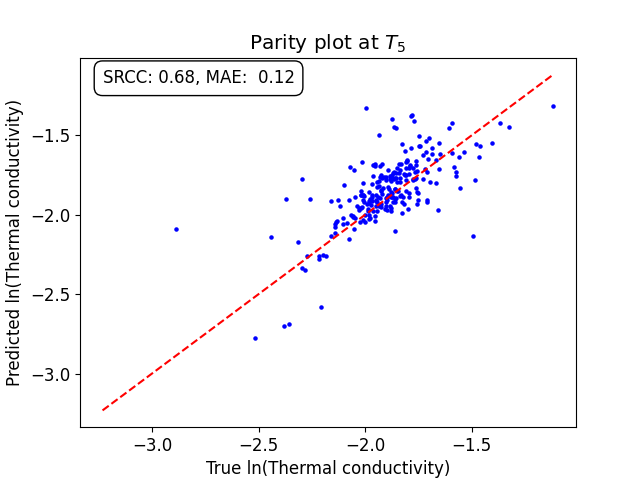 Parity plot at T₅
SRCC: 0.68, MAE:  0.12
Predicted ln(Thermal conductivity)
−1.5
−2.0
−2.5
−3.0
−3.0
−2.5
−2.0
−1.5
True ln(Thermal conductivity)